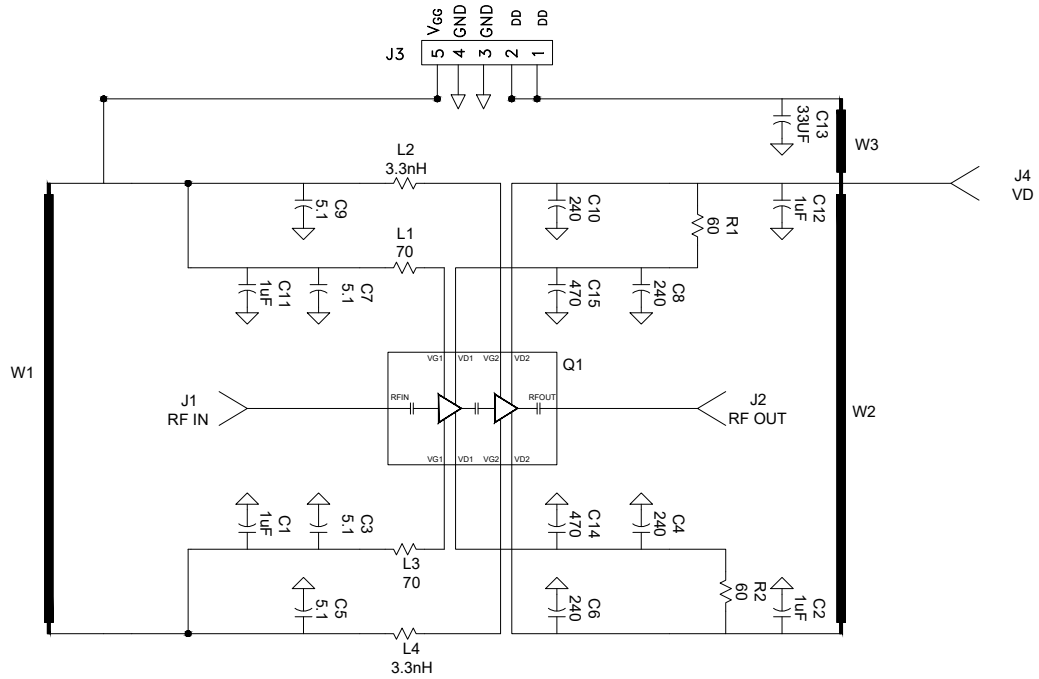 VGG
GND
GND
DD
DD
J3
5
4
3
2
1
C13
33UF
W3
L2
3.3nH
J4
VD
C9
5.1
C10
240
R1
60
C12
1uF
L1
70
C11
1uF
C7
5.1
C15
470
C8
240
W1
VG1
VD1
VG2
VD2
Q1
J1
RF IN
RFIN
RFOUT
J2
RF OUT
W2
VG1
VD1
VG2
VD2
C1
1uF
C3
5.1
C14
470
C4
240
L3
70
C5
5.1
C6
240
R2
60
C2
1uF
L4
3.3nH